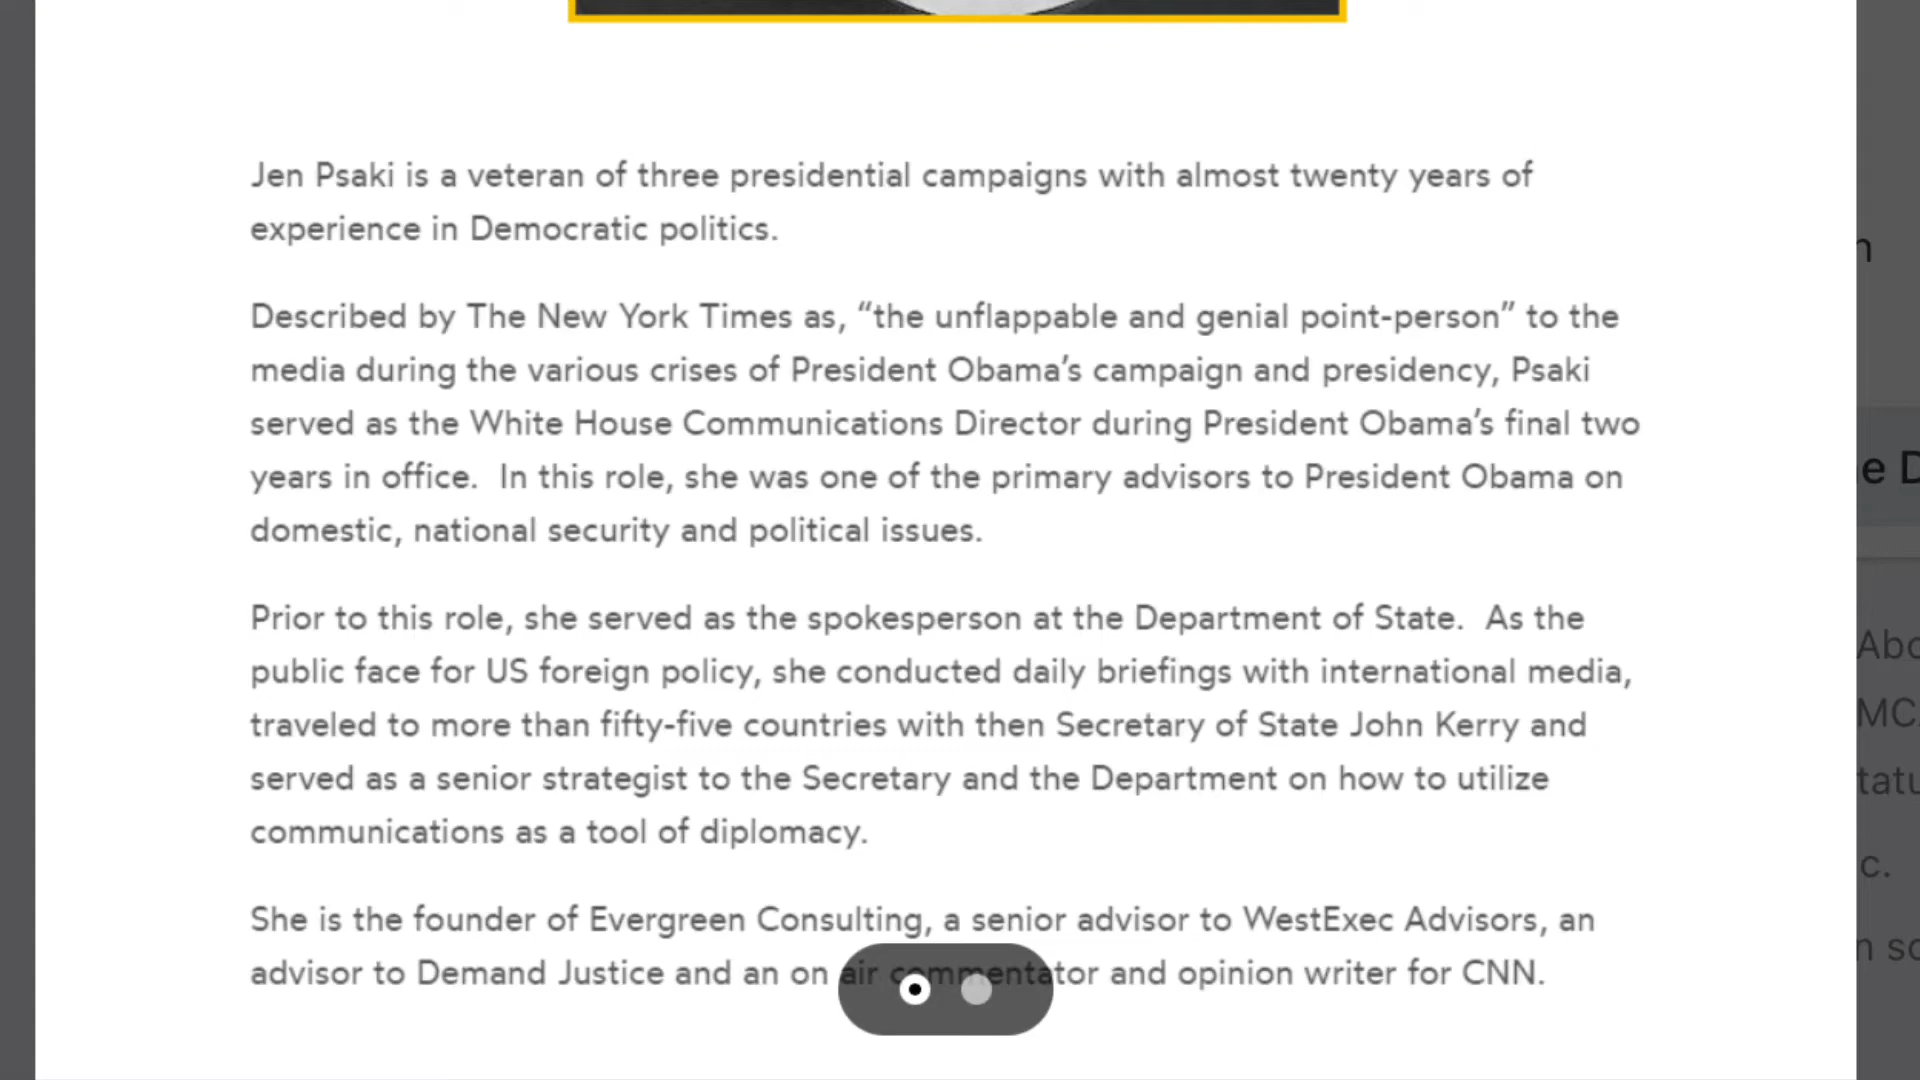 Jen Psaki is a veteran of three presidential campaigns with almost twenty years of
experience in Democratic politics.
Described by The New York Times as, “the unflappable and genial point-person” to the
media during the various crises of President Obama’s campaign and presidency, Psaki
served as the White House Communications Director during President Obama’s final two
years in office.  In this role, she was one of the primary advisors to President Obama on
domestic, national security and political issues.
Prior to this role, she served as the spokesperson at the Department of State.  As the
public face for US foreign policy, she conducted daily briefings with international media,
traveled to more than fifty-five countries with then Secretary of State John Kerry and
served as a senior strategist to the Secretary and the Department on how to utilize
communications as a tool of diplomacy.
She is the founder of Evergreen Consulting, a senior advisor to WestExec Advisors, an
advisor to Demand Justice and an on air commentator and opinion writer for CNN.